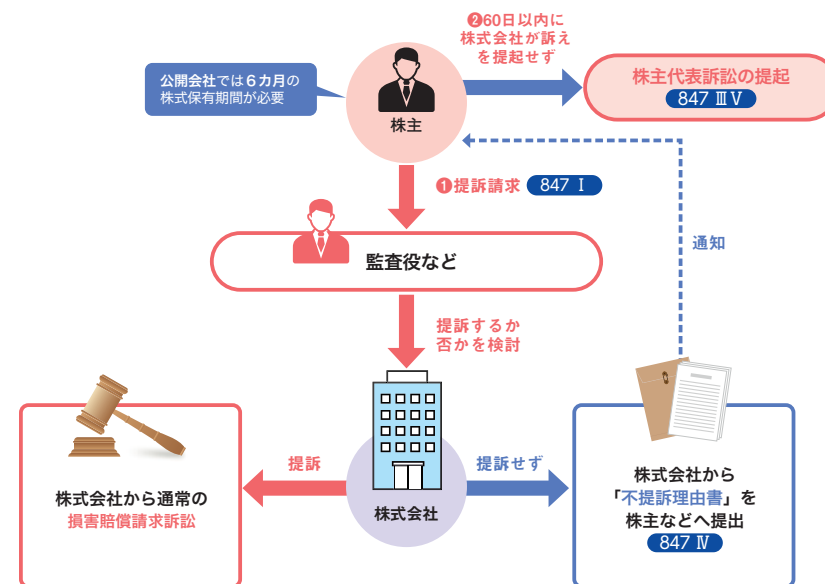 ❷60日以内に
株式会社が訴え
を提起せず
公開会社では６カ月の
株式保有期間が必要
株主
株主代表訴訟の提起
847 ⅢⅤ
❶提訴請求 847 Ⅰ
監査役など
通知
提訴するか
否かを検討
提訴
提訴せず
株式会社
株式会社から通常の
損害賠償請求訴訟
株式会社から
「不提訴理由書」を
株主などへ提出
847 Ⅳ